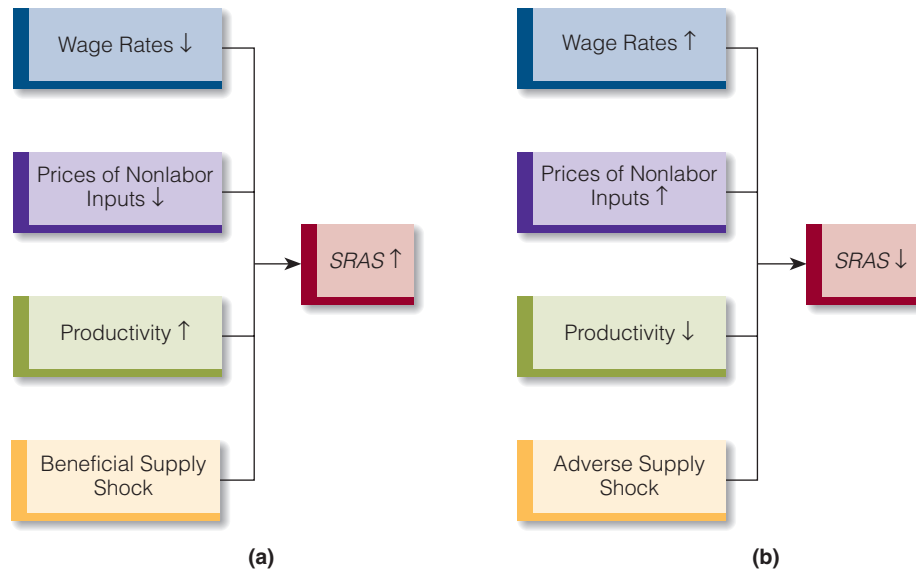 Wage Rates ↓
Prices of Nonlabor
Inputs ↓
SRAS ↑
Productivity ↑
Beneficial Supply
Shock
(a)
Wage Rates ↑
Prices of Nonlabor
Inputs ↑
SRAS ↓
Productivity ↓
Adverse Supply
Shock
(b)